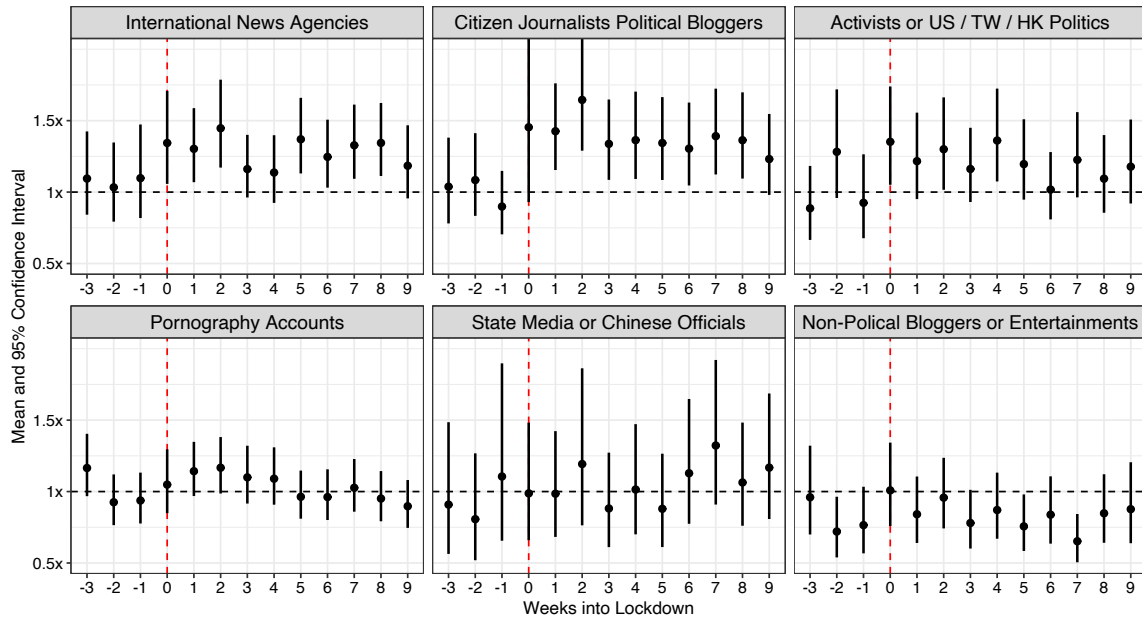 International News Agencies
Citizen Journalists Political Bloggers
Activists or US / TW / HK Politics
1.5x
1x
0.5x
-3 -2 -1 0 1 2 3 4 5 6 7 8 9
-3 -2 -1 0 1 2 3 4 5 6 7 8 9
-3 -2 -1 0 1 2 3 4 5 6 7 8 9
Mean and 95% Confidence Interval
Pornography Accounts
State Media or Chinese Officials
Non-Polical Bloggers or Entertainments
1.5x
1x
0.5x
-3 -2 -1 0 1 2 3 4 5 6 7 8 9
-3 -2 -1 0 1 2 3 4 5 6 7 8 9
-3 -2 -1 0 1 2 3 4 5 6 7 8 9
Weeks into Lockdown